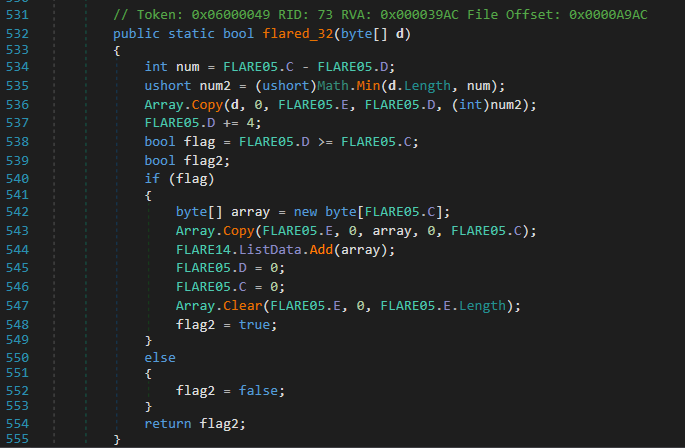 531 // Token: 0x06000049 RID: 73 RVA: 0x000039AC File Offset: 0x0000A9AC
532 public static bool flared_32(byte[] d)
533 {
534 int num = FLARE05.C - FLARE05.D;
535 ushort num2 = (ushort)Math.Min(d.Length, num);
536 Array.Copy(d, 0, FLARE05.E, FLARE05.D, (int)num2);
537 FLARE05.D += 4;
538 bool flag = FLARE05.D >= FLARE05.C;
539 bool flag2;
540 if (flag)
541 {
542 byte[] array = new byte[FLARE05.C];
543 Array.Copy(FLARE05.E, 0, array, 0, FLARE05.C);
544 FLARE14.ListData.Add(array);
545 FLARE05.D = 0;
546 FLARE05.C = 0;
547 Array.Clear(FLARE05.E, 0, FLARE05.E.Length);
548 flag2 = true;
549 }
550 else
551 {
552 flag2 = false;
553 }
554 return flag2;
555 }